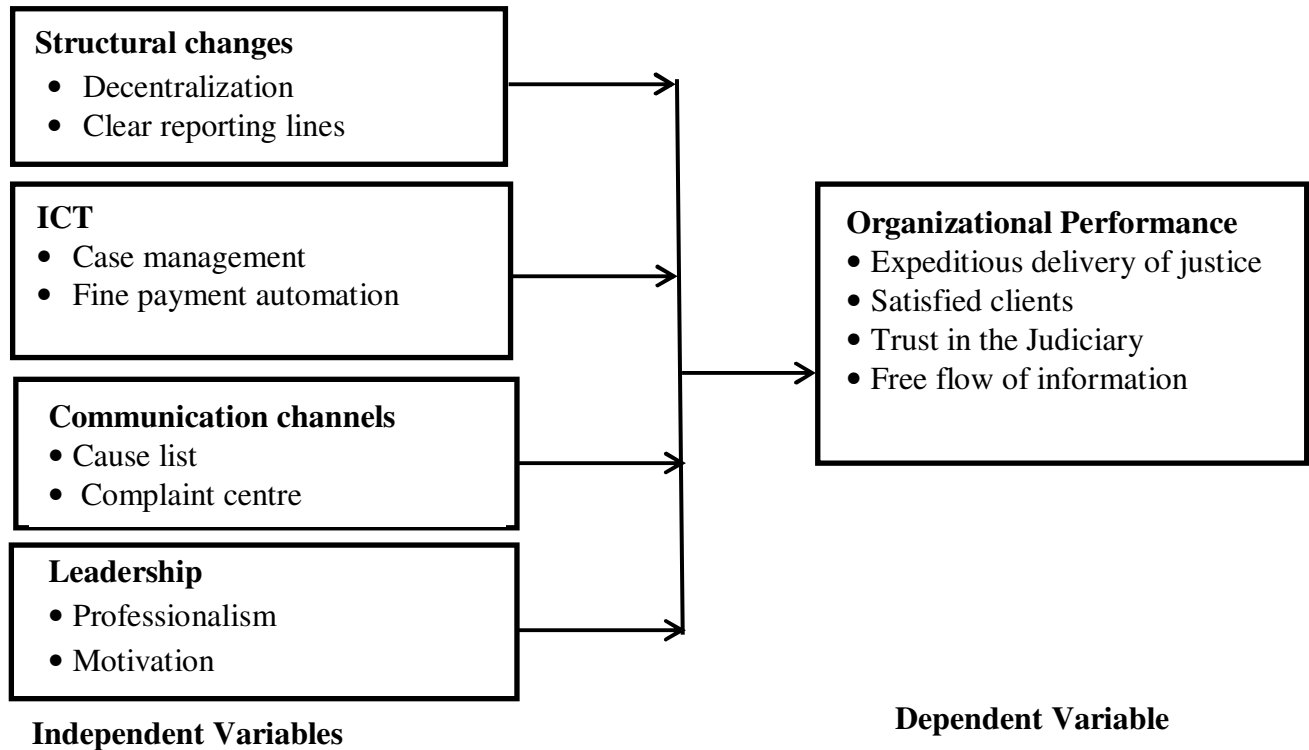 Structural changes
• Decentralization
• Clear reporting lines
ICT
• Case management
• Fine payment automation
Communication channels
• Cause list
• Complaint centre
Leadership
• Professionalism
• Motivation
Independent Variables
Organizational Performance
• Expeditious delivery of justice
• Satisfied clients
• Trust in the Judiciary
• Free flow of information
Dependent Variable